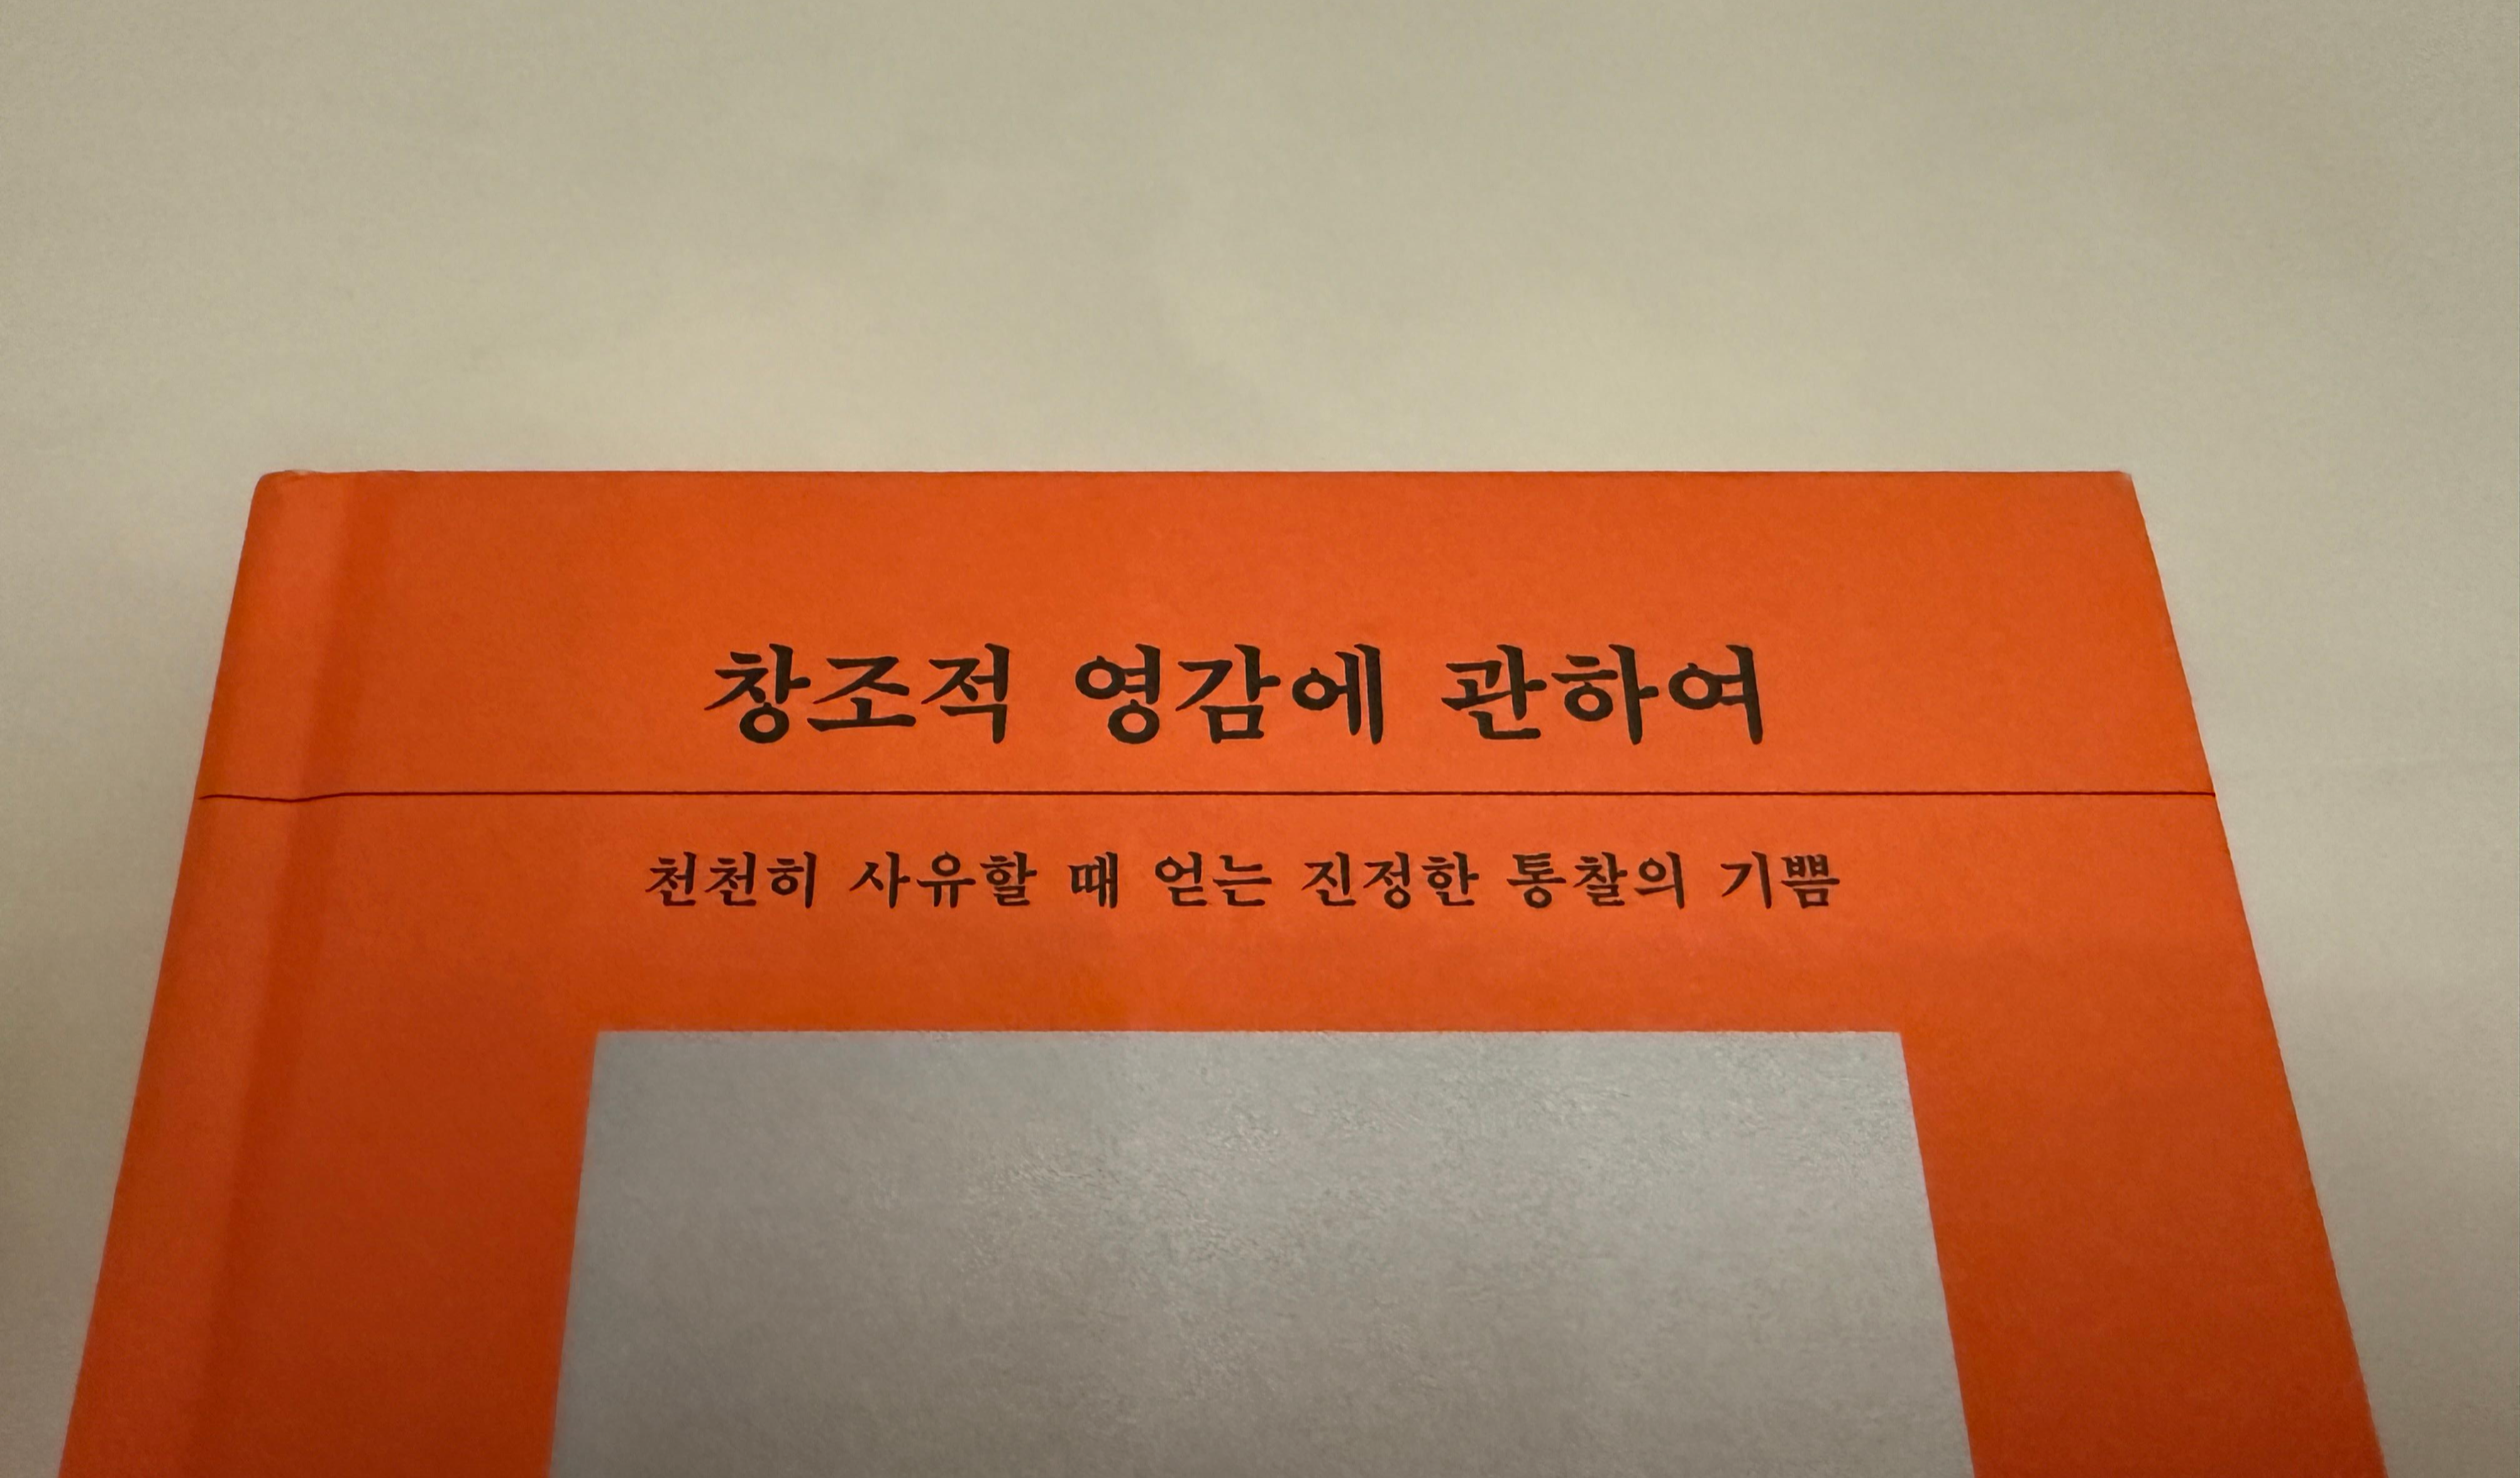 창조적 영감에 관하여
천천히 사유할 때 얻는 진정한 통찰의 기쁨